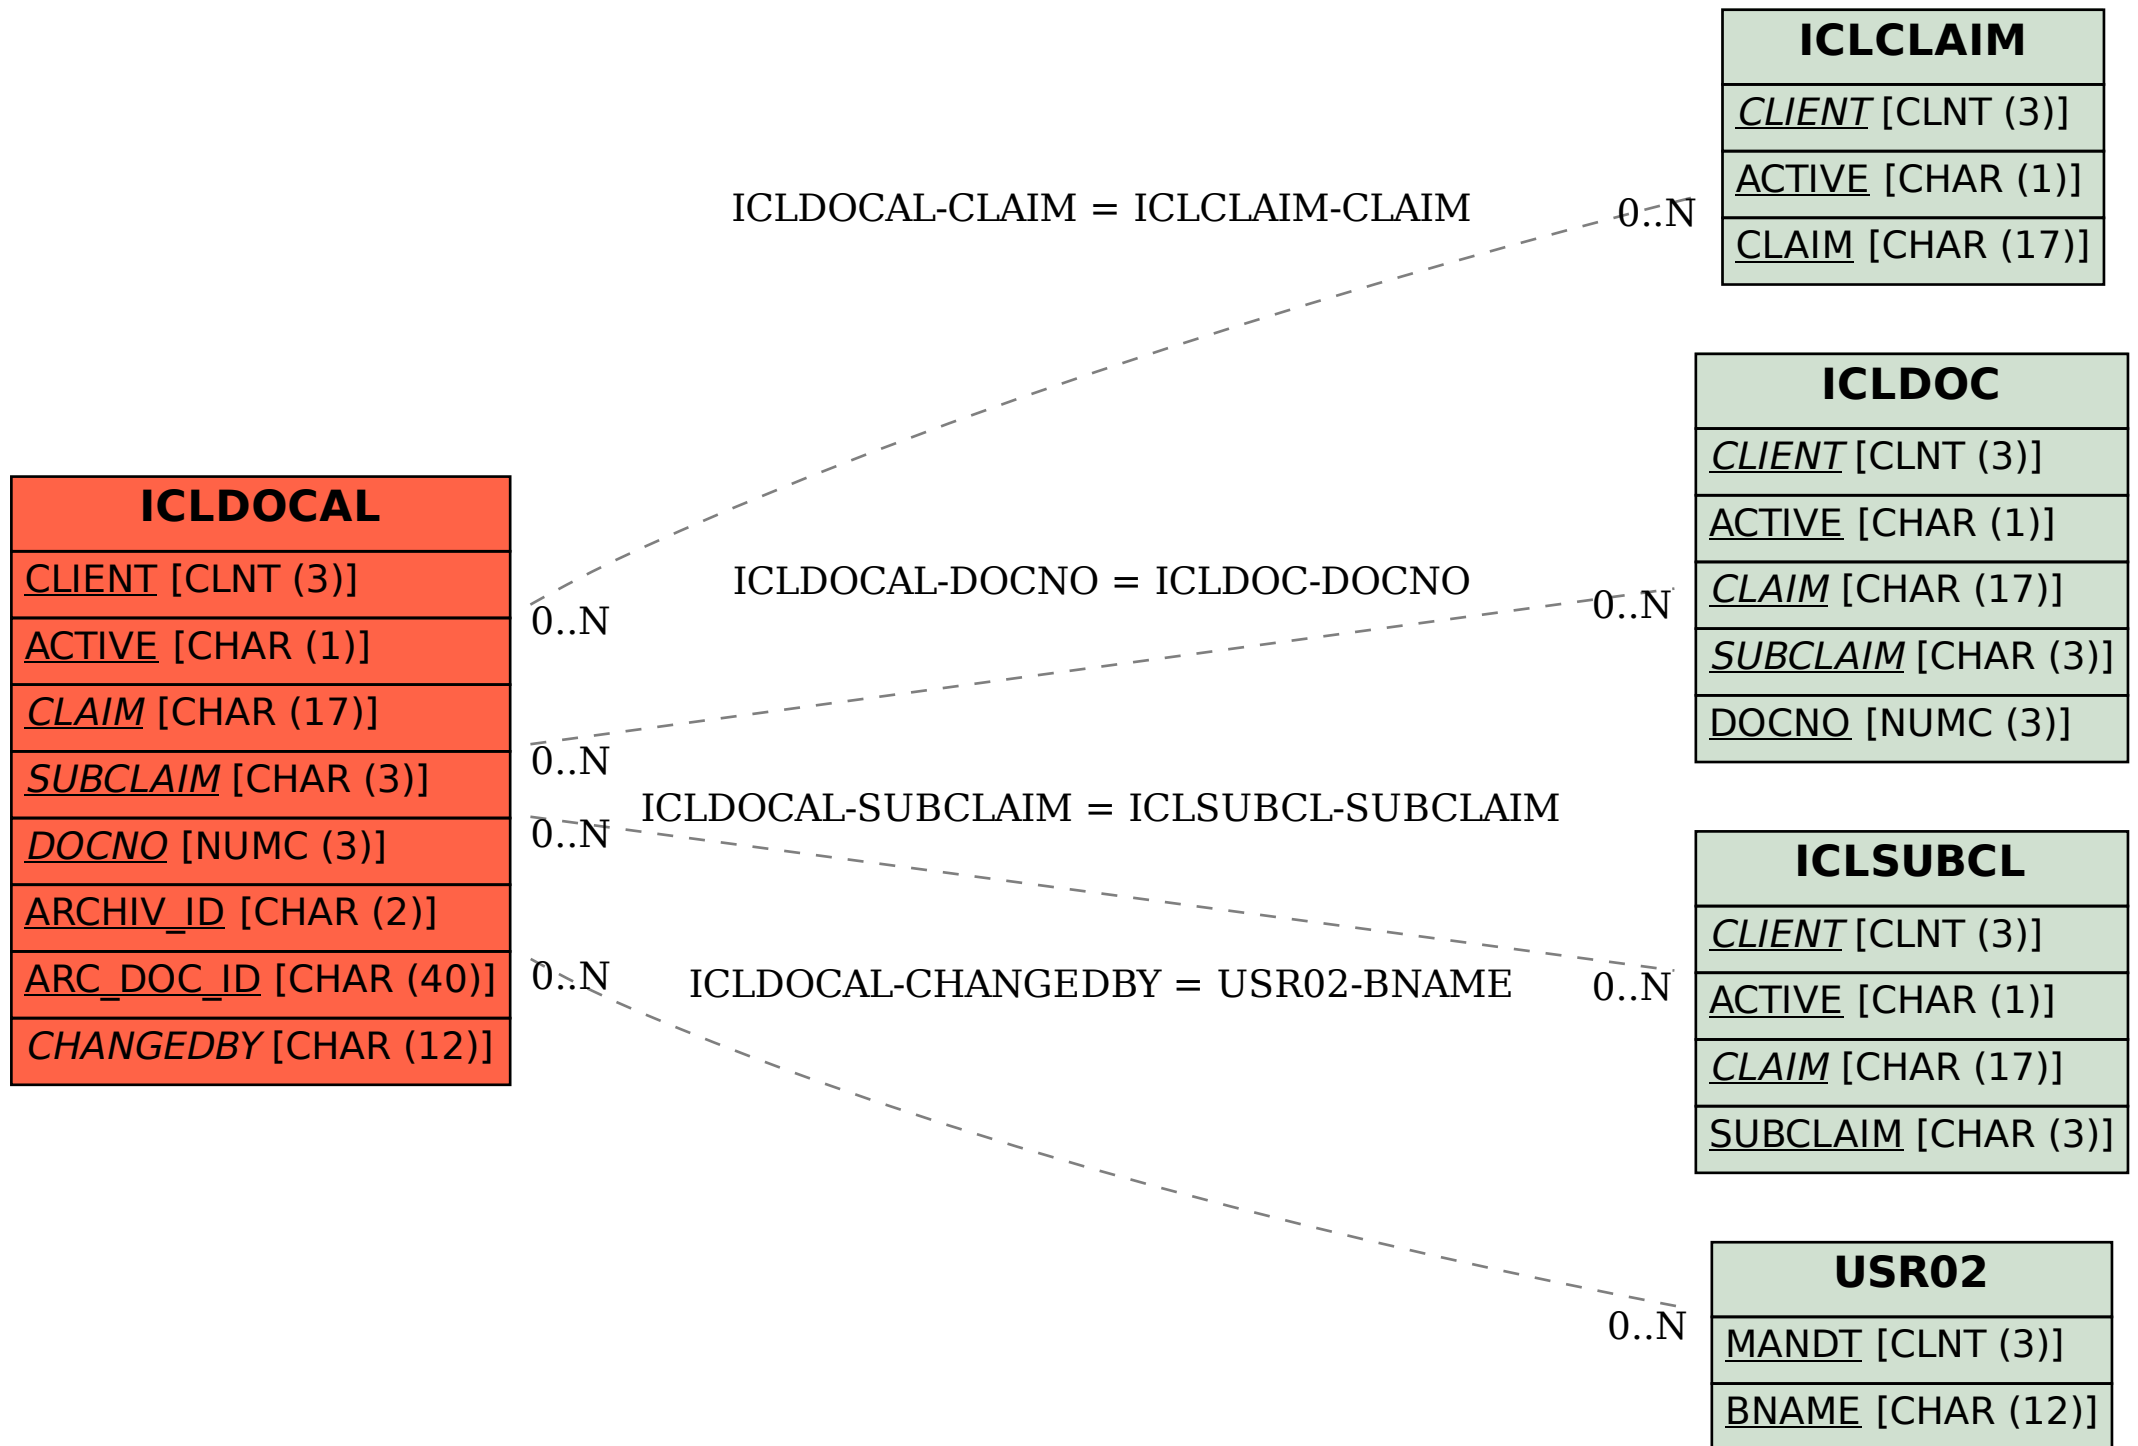 ICLDOCAL
CLIENT [CLNT (3)]
ACTIVE [CHAR (1)]
CLAIM [CHAR (17)]
SUBCLAIM [CHAR (3)]
DOCNO [NUMC (3)]
ARCHIV_ID [CHAR (2)]
ARC_DOC_ID [CHAR (40)]
CHANGEDBY [CHAR (12)]
ICLDOCAL-CLAIM = ICLCLAIM-CLAIM
0..N
0..N
ICLDOCAL-DOCNO = ICLDOC-DOCNO
0..N
0..N
ICLDOCAL-SUBCLAIM = ICLSUBCL-SUBCLAIM
0..N
0..N
ICLDOCAL-CHANGEDBY = USR02-BNAME
0..N
0..N
ICLCLAIM
CLIENT [CLNT (3)]
ACTIVE [CHAR (1)]
CLAIM [CHAR (17)]
ICLDOC
CLIENT [CLNT (3)]
ACTIVE [CHAR (1)]
CLAIM [CHAR (17)]
SUBCLAIM [CHAR (3)]
DOCNO [NUMC (3)]
ICLSUBCL
CLIENT [CLNT (3)]
ACTIVE [CHAR (1)]
CLAIM [CHAR (17)]
SUBCLAIM [CHAR (3)]
USR02
MANDT [CLNT (3)]
BNAME [CHAR (12)]